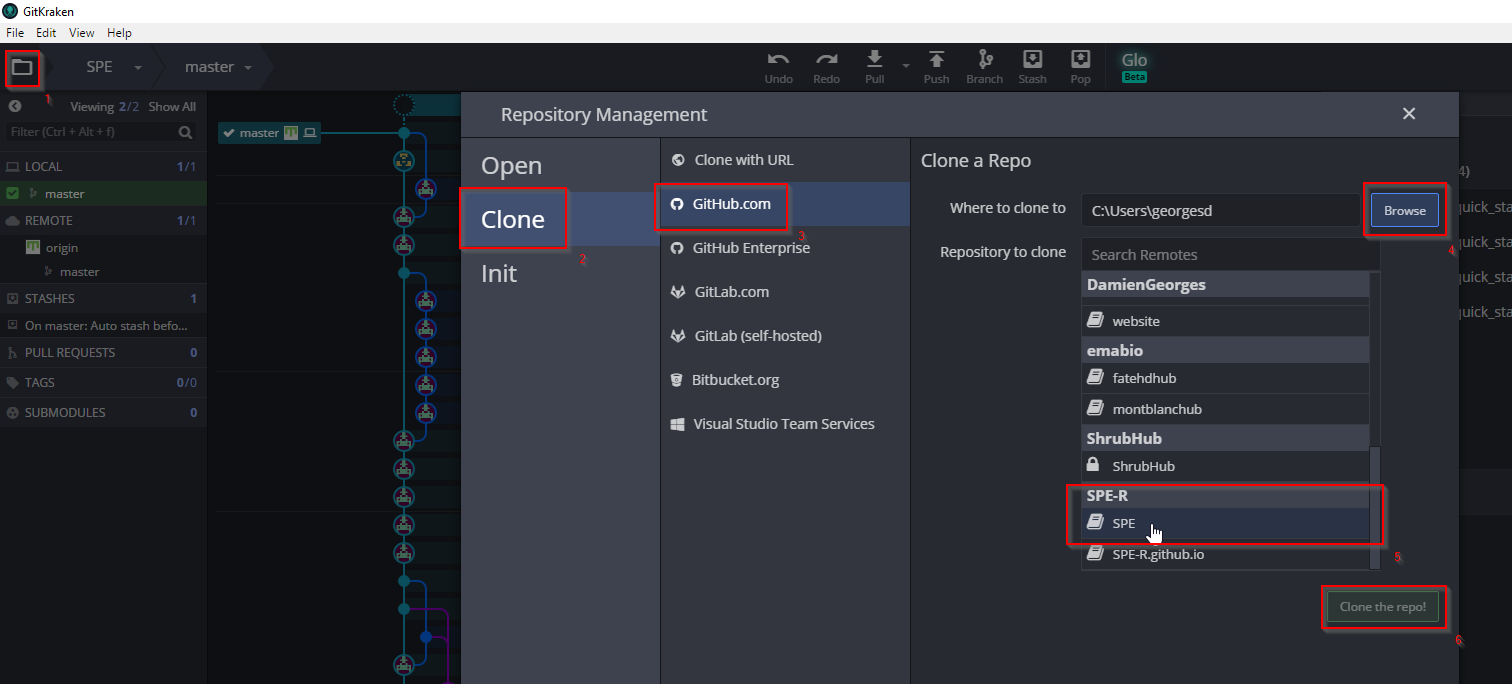 GitKraken
File Edit View Help
SPE master Undo Redo Pull Push Branch Stash Pop Glo Beta
1
Viewing 2/2 Show All
Filter (Ctrl + Alt + f)
master
LOCAL 1/1
master
REMOTE 1/1
origin
master
STASHES 1
On master: Auto stash befo...
PULL REQUESTS 0
TAGS 0/0
SUBMODULES 0
Repository Management
Open
Clone
2
Init
Clone with URL
GitHub.com
3
GitHub Enterprise
GitLab.com
GitLab (self-hosted)
Bitbucket.org
Visual Studio Team Services
Clone a Repo
Where to clone to C:\Users\georgesd Browse
4
Repository to clone Search Remotes
DamienGeorges
website
emabio
fatehdhub
montblanchub
ShrubHub
ShrubHub
SPE-R
SPE
SPE-R.github.io
5
Clone the repo!
6
4)
quick_sta
quick_sta
quick_sta
quick_sta